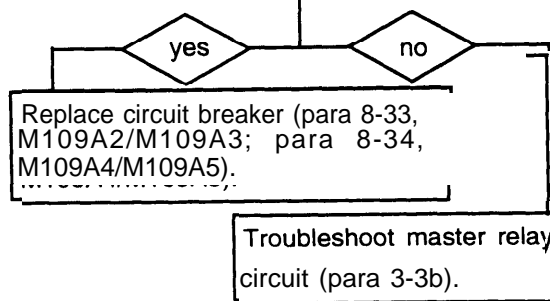 yes
no
Replace circuit breaker (para 8-33,
M109A2/M109A3; para 8-34,
M109A4/M109A5).
Troubleshoot master relay
circuit (para 3-3b).